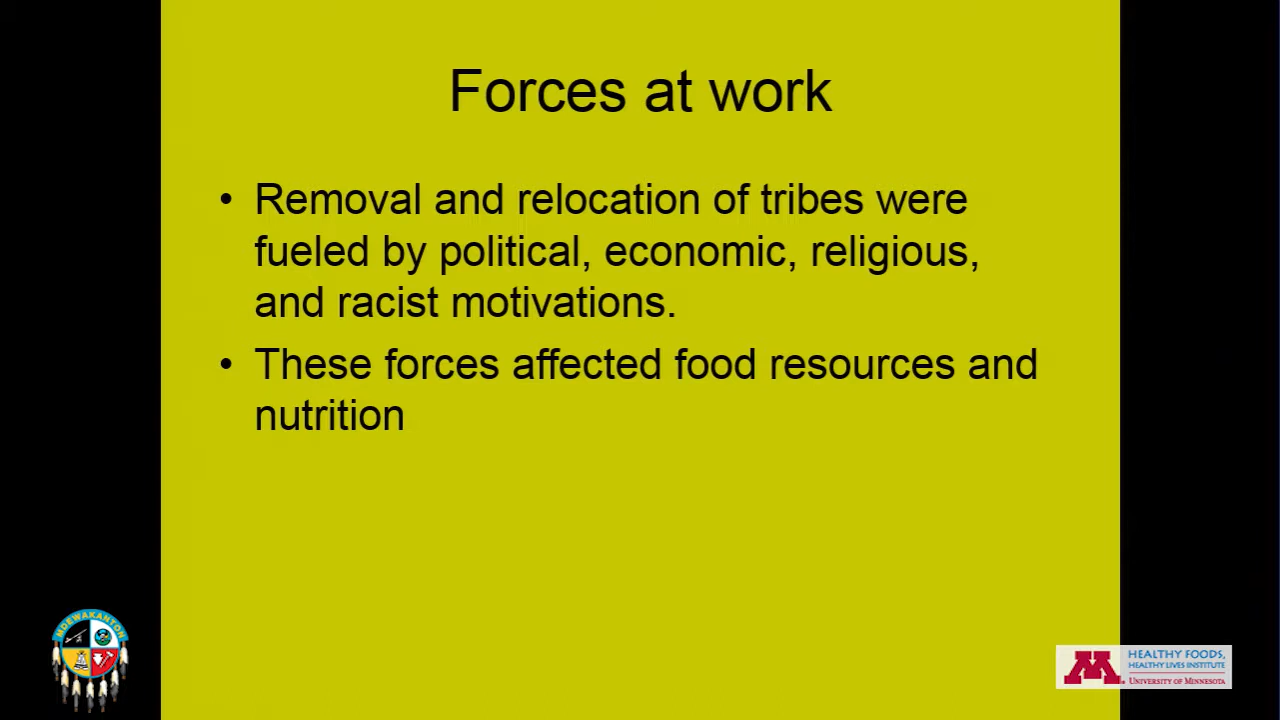 Forces at work
• Removal and relocation of tribes were
fueled by political, economic, religious,
and racist motivations.
• These forces affected food resources and
nutrition
MDEWAKANTON
M.
HEALTHY FOODS,
HEALTHY LIVES INSTITUTE
UNIVERSITY OF MINNESOTA